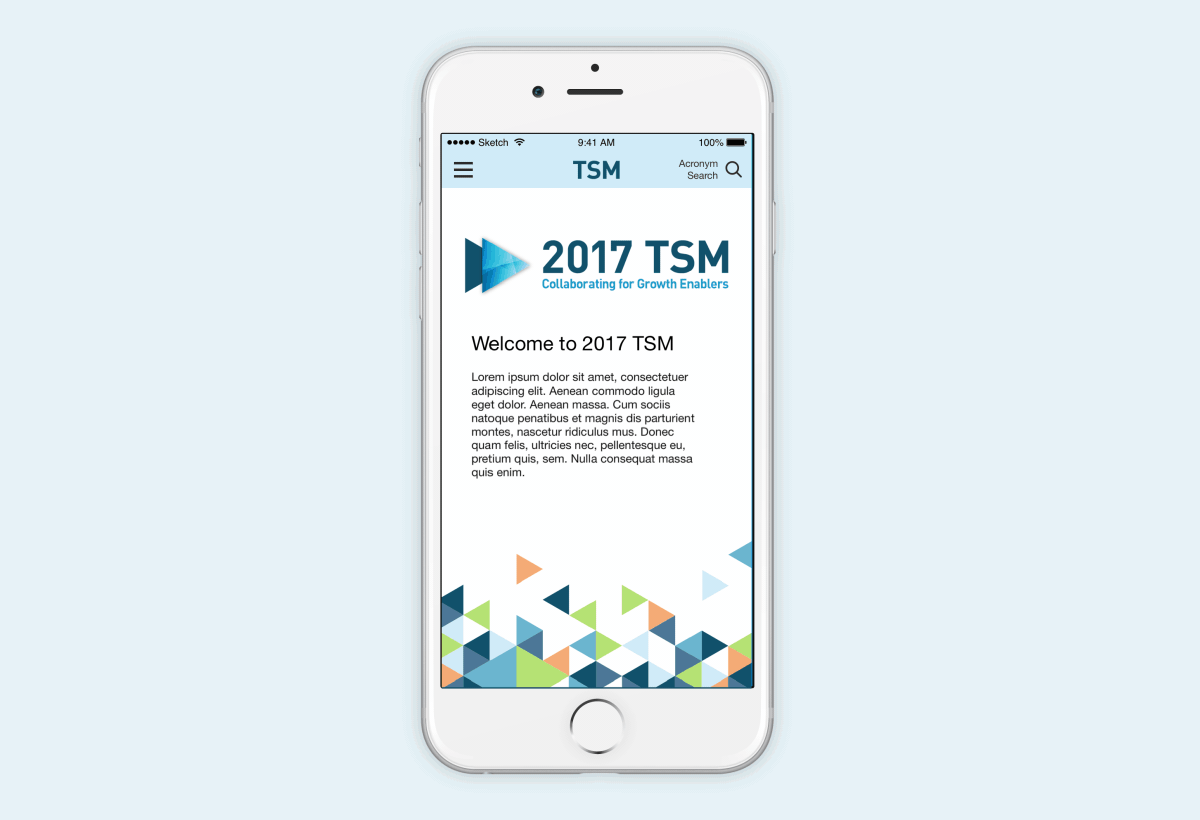 Sketch 9:41 AM 100%
TSM
Acronym
Search
2017 TSM
Collaborating for Growth Enablers
Welcome to 2017 TSM
Lorem ipsum dolor sit amet, consectetuer
adipiscing elit. Aenean commodo ligula
eget dolor. Aenean massa. Cum sociis
natoque penatibus et magnis dis parturient
montes, nascetur ridiculus mus. Donec
quam felis, ultricies nec, pellentesque eu,
pretium quis, sem. Nulla consequat massa
quis enim.